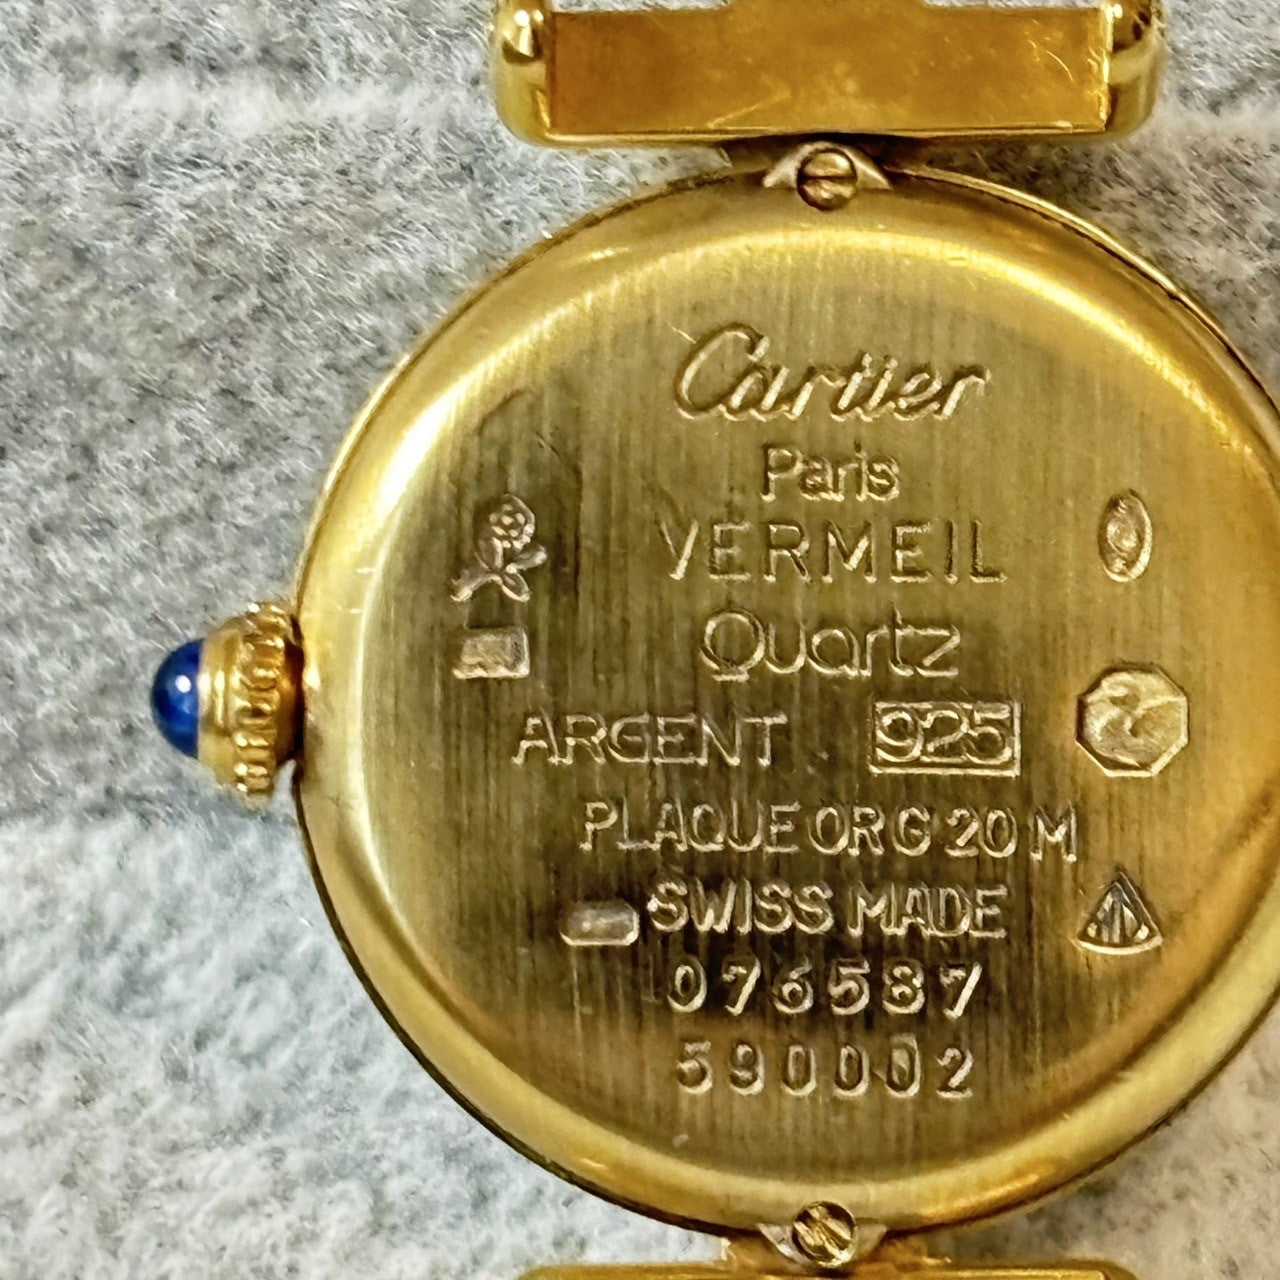 Cartier
Paris
VERMEIL
Quartz
ARGENT 925
PLAQUE OR G 20 M
SWISS MADE
076587
590002